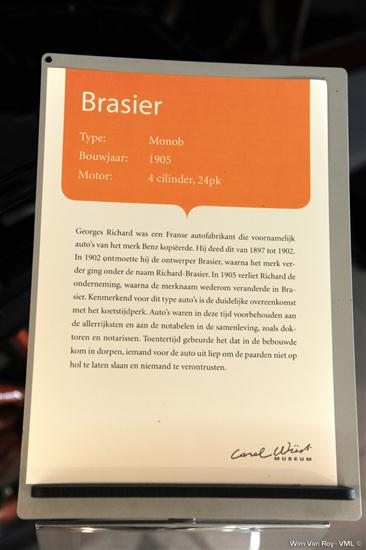 Brasier
Type: Monob
Bouwjaar: 1905
Motor: 4 cilinder, 24pk
Georges Richard was een Franse autofabrikant die voornamelijk
auto's van het merk Benz kopiëerde. Hij deed dit van 1897 tot 1902.
In 1902 ontmoette hij de ontwerper Brasier, waarna het merk ver-
der ging onder de naam Richard-Brasier. In 1905 verliet Richard de
onderneming, waarna de merknaam wederom veranderde in Bra-
sier. Kenmerkend voor dit type auto's is de duidelijke overeenkomst
met het koetstijdperk. Auto's waren in deze tijd voorbehouden aan
de allerrijksten en aan de notabelen in de samenleving, zoals dok-
toren en notarissen. Toentertijd gebeurde het dat in de bebouwde
kom in dorpen, iemand voor de auto uit liep om de paarden niet op
hol te laten slaan en niemand te verontrusten.
Carel Wüst
MUSEUM
Wim Van Roy - VML ©